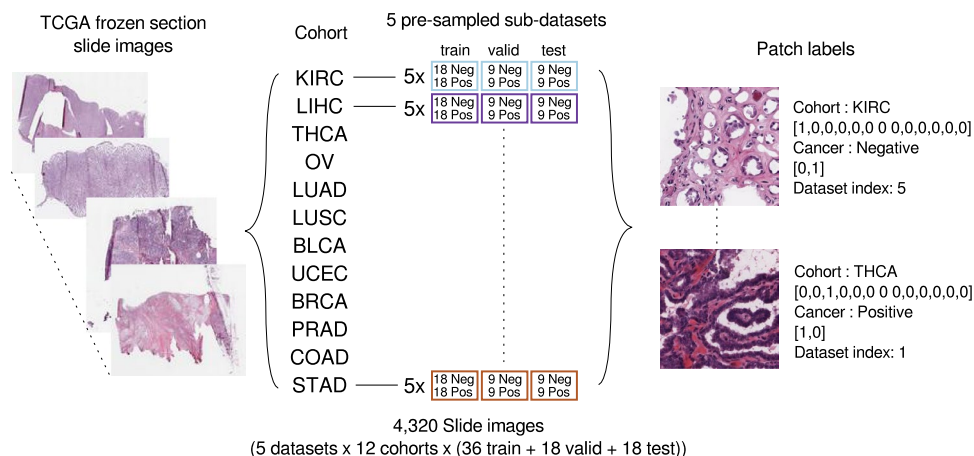 TCGA frozen section
slide images
Cohort
5 pre-sampled sub-datasets
train valid test
KIRC 5x 18 Neg 18 Pos 9 Neg 9 Pos 9 Neg 9 Pos
LIHC 5x 18 Neg 18 Pos 9 Neg 9 Pos 9 Neg 9 Pos
THCA
OV
LUAD
LUSC
BLCA
UCEC
BRCA
PRAD
COAD
STAD 5x 18 Neg 18 Pos 9 Neg 9 Pos 9 Neg 9 Pos
4,320 Slide images
(5 datasets x 12 cohorts x (36 train + 18 valid + 18 test))
Patch labels
Cohort : KIRC
[1,0,0,0,0,0 0 0,0,0,0,0,0]
Cancer : Negative
[0,1]
Dataset index: 5
Cohort : THCA
[0,0,1,0,0,0 0 0,0,0,0,0,0]
Cancer : Positive
[1,0]
Dataset index: 1